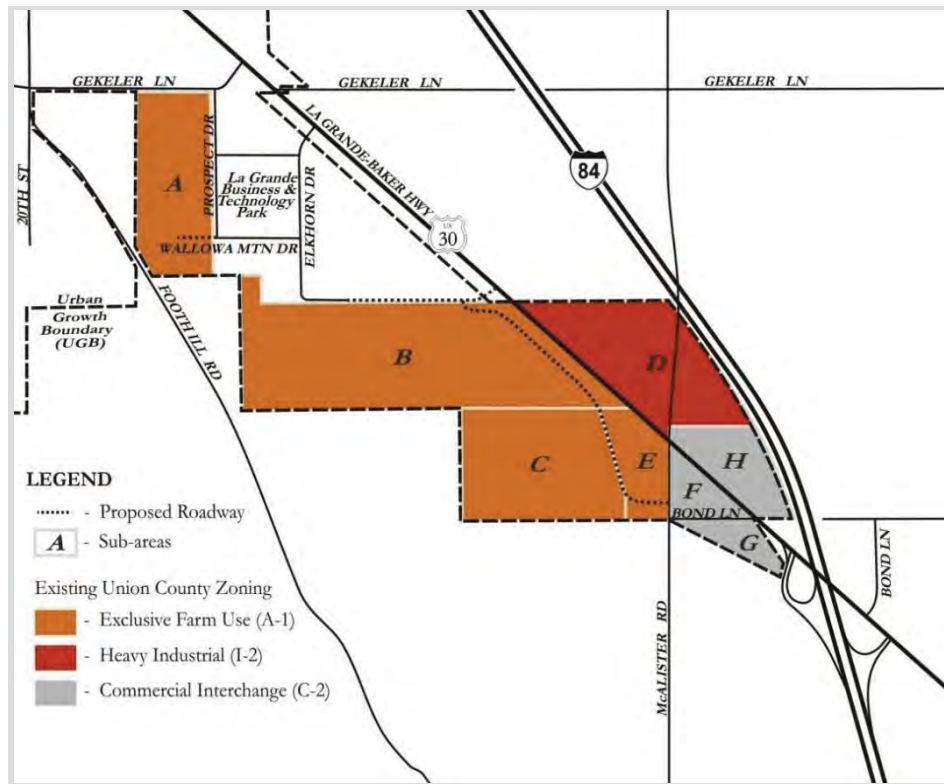 GEKELER LN
GEKELER LN
GEKELER LN
20TH ST
A
PROSPECT DR
La Grande
Business &
Technology
Park
ELKHORN DR
WALLOWA MTN DR
LA GRANDE-BAKER HWY
US
30
84
Urban
Growth
Boundary
(UGB)
FOOTHILL RD
B
D
C
E
H
F
BOND LN
G
BOND LN
McALISTER RD
LEGEND
- Proposed Roadway
A - Sub-areas
Existing Union County Zoning
- Exclusive Farm Use (A-1)
- Heavy Industrial (I-2)
- Commercial Interchange (C-2)